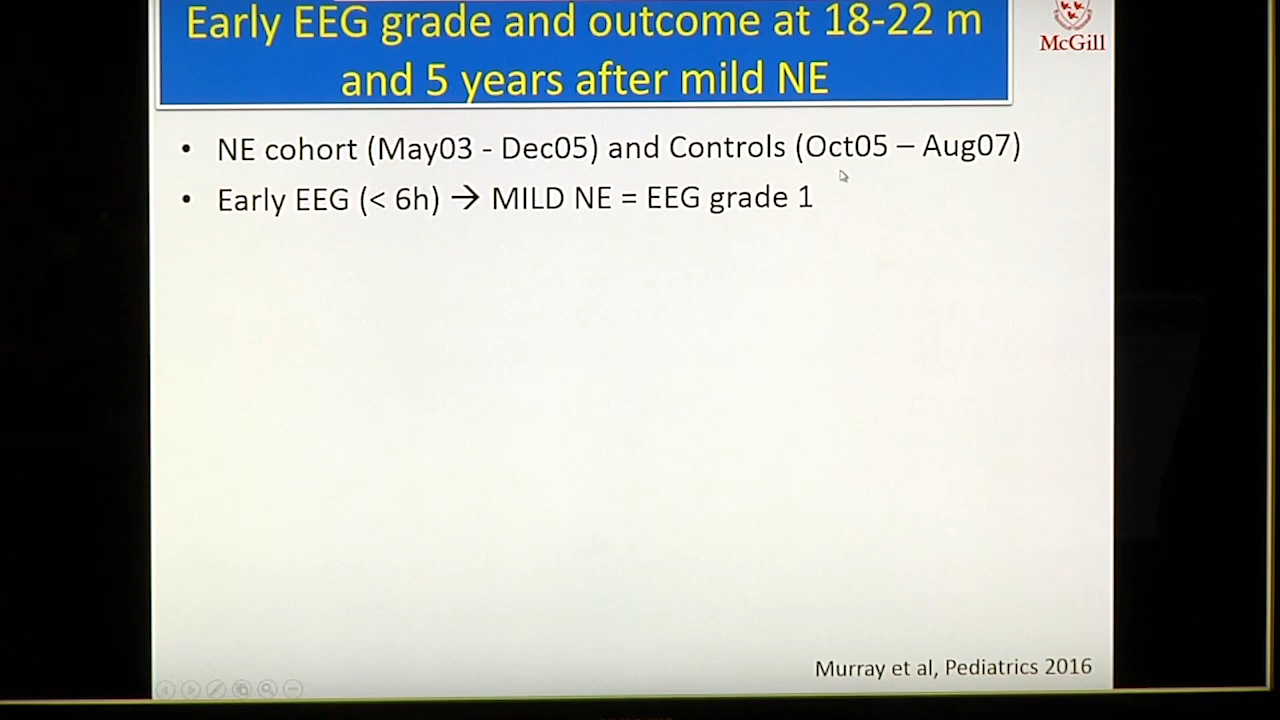 Early EEG grade and outcome at 18-22 m
and 5 years after mild NE
McGill
• NE cohort (May03 - Dec05) and Controls (Oct05 – Aug07)
• Early EEG (< 6h) → MILD NE = EEG grade 1
Murray et al, Pediatrics 2016